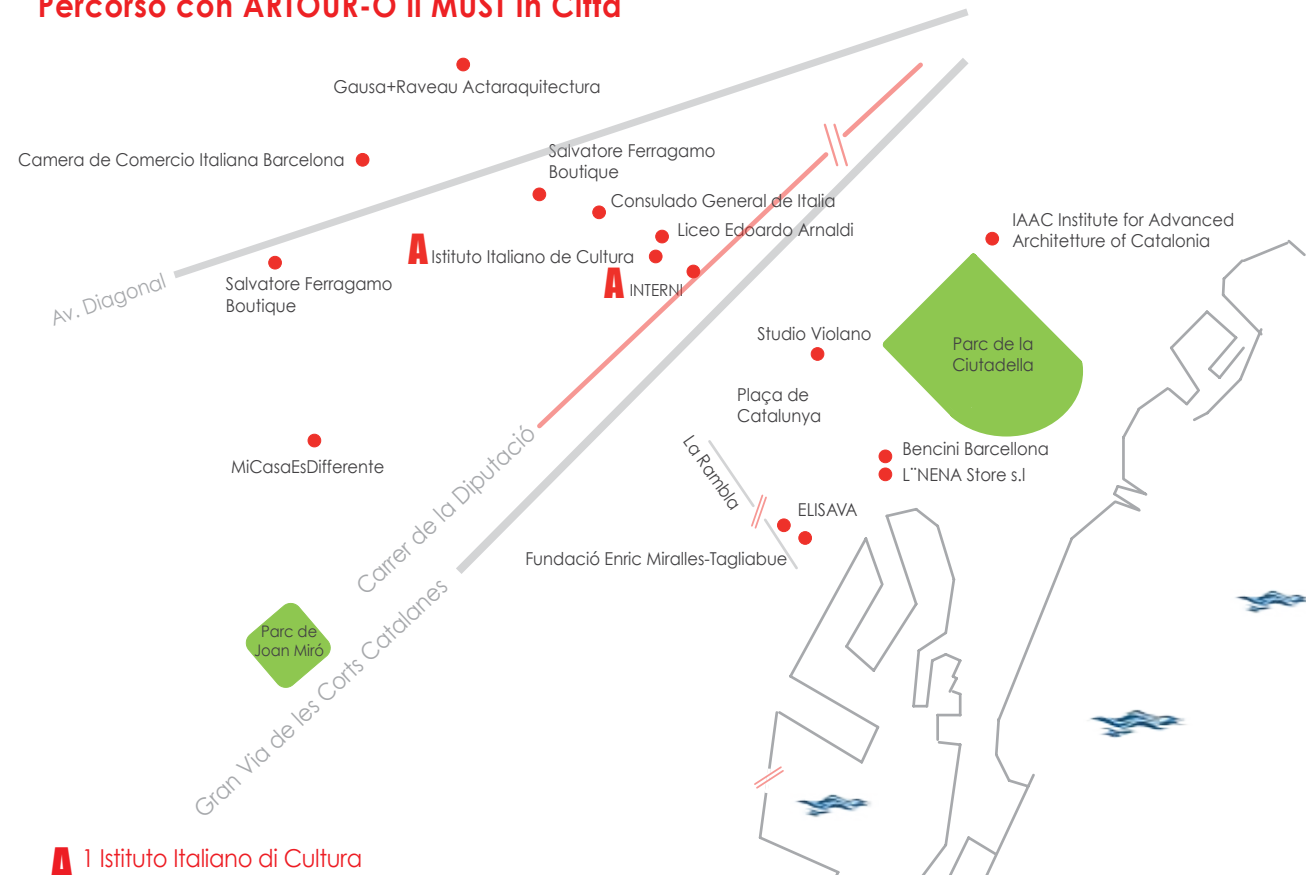 Percorso con ARTOUR-O il MUST in Città
Gausa+Raveau Actaraquitectura
Camera de Comercio Italiana Barcelona
Salvatore Ferragamo
Boutique
Consulado General de Italia
Liceo Edoardo Arnaldi
A Istituto Italiano de Cultura
A INTERNI
IAAC Institute for Advanced
Architetture of Catalonia
Av. Diagonal
Salvatore Ferragamo
Boutique
Studio Violano
Parc de la
Ciutadella
Plaça de
Catalunya
MiCasaEsDifferente
Carrer de la Diputació
La Rambla
Bencini Barcellona
L¨NENA Store s.l
ELISAVA
Fundació Enric Miralles-Tagliabue
Parc de
Joan Miró
Gran Via de les Corts Catalanes
A 1 Istituto Italiano di Cultura